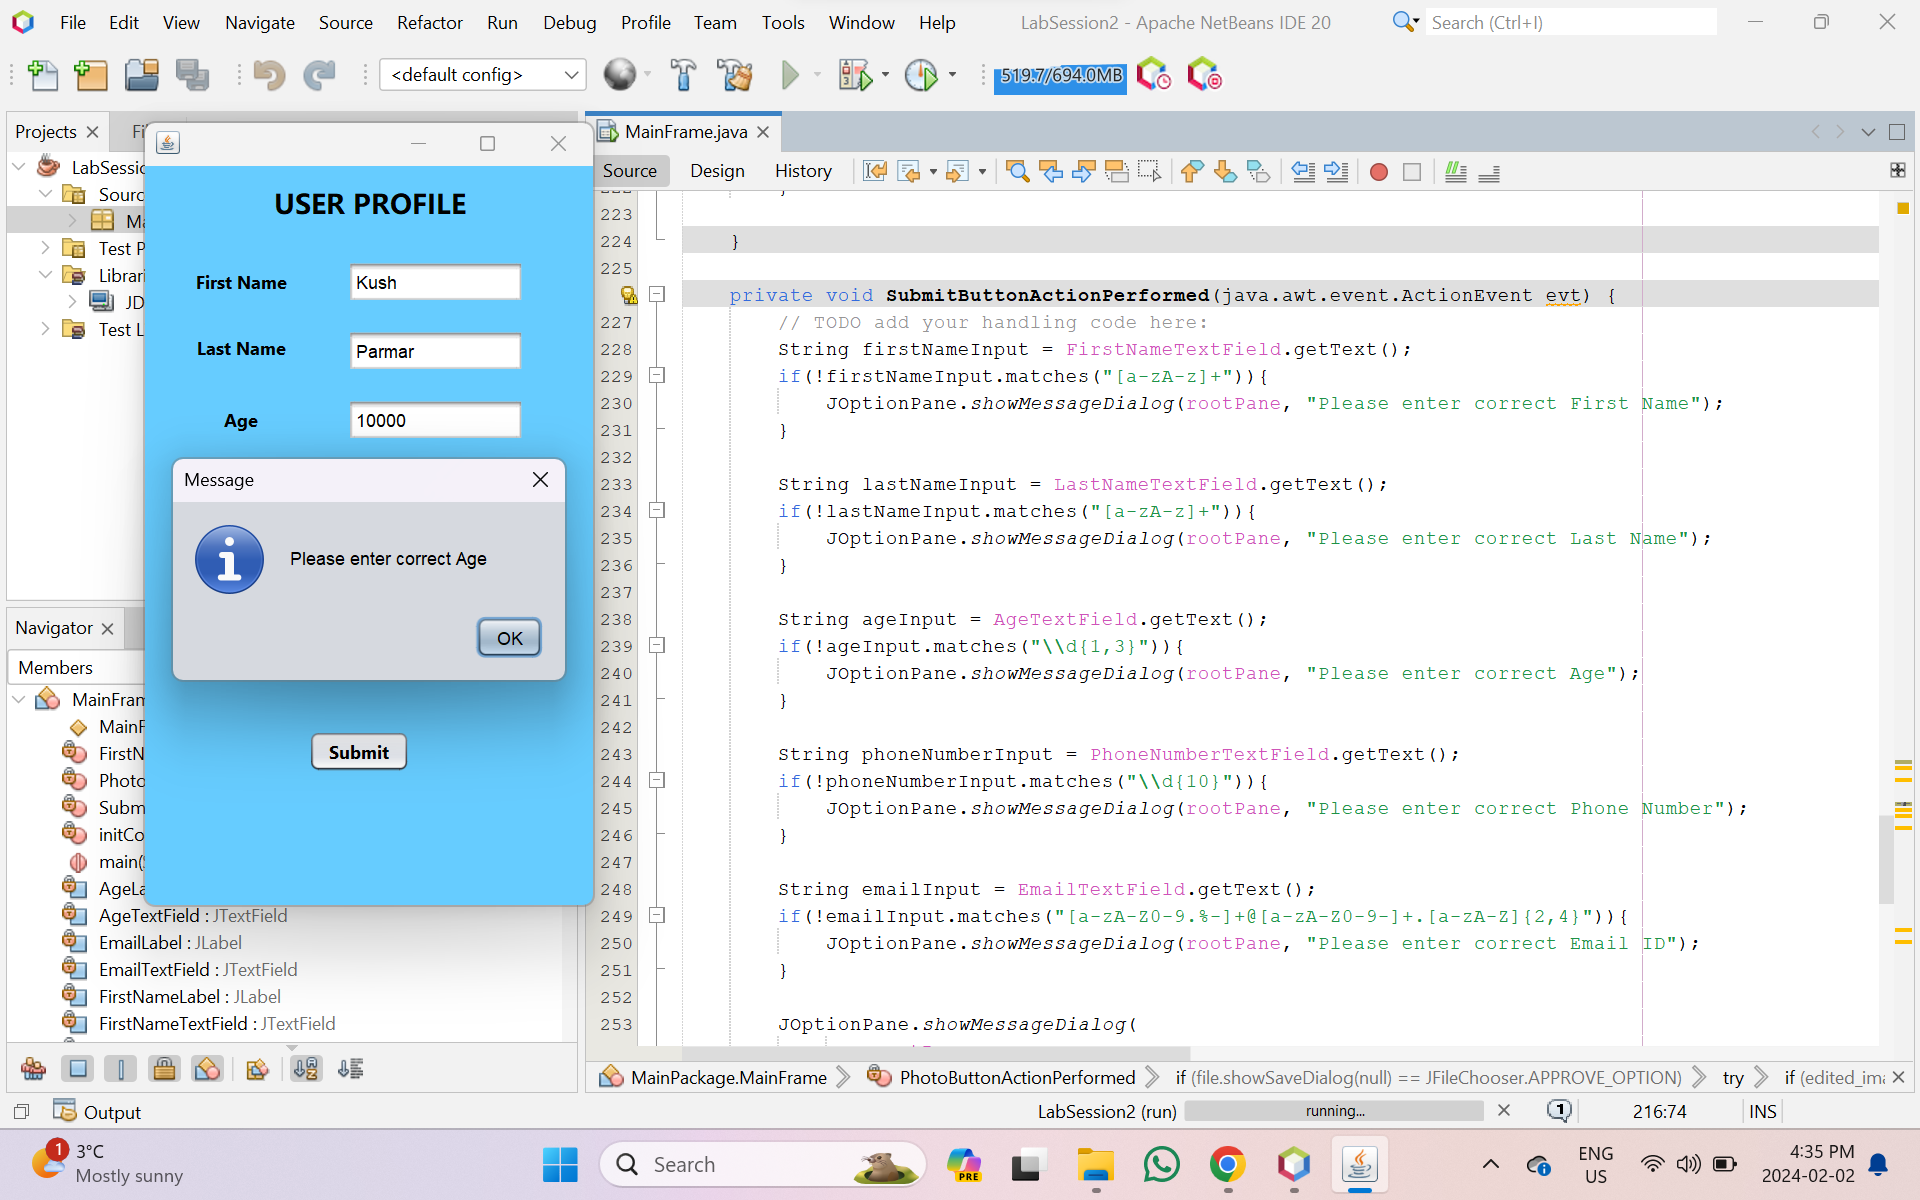 File Edit View Navigate Source Refactor Run Debug Profile Team Tools Window Help
LabSession2 - Apache NetBeans IDE 20
Search (Ctrl+I)
<default config>
519.7/694.0MB
Projects
MainFrame.java
Source Design History
LabSessio
Sourc
Ma
Test P
Librari
JD
Test L
USER PROFILE
First Name
Kush
Last Name
Parmar
Age
10000
Message
Please enter correct Age
OK
Submit
Navigator
Members
MainFram
MainF
FirstN
Photo
Subm
initCo
main(S
AgeLa
AgeTextField : JTextField
EmailLabel : JLabel
EmailTextField : JTextField
FirstNameLabel : JLabel
FirstNameTextField : JTextField
223
224 }
225
private void SubmitButtonActionPerformed(java.awt.event.ActionEvent evt) {
227 // TODO add your handling code here:
228 String firstNameInput = FirstNameTextField.getText();
229 if(!firstNameInput.matches("[a-zA-z]+")){
230 JOptionPane.showMessageDialog(rootPane, "Please enter correct First Name");
231 }
232
233 String lastNameInput = LastNameTextField.getText();
234 if(!lastNameInput.matches("[a-zA-z]+")){
235 JOptionPane.showMessageDialog(rootPane, "Please enter correct Last Name");
236 }
237
238 String ageInput = AgeTextField.getText();
239 if(!ageInput.matches("\\d{1,3}")){
240 JOptionPane.showMessageDialog(rootPane, "Please enter correct Age");
241 }
242
243 String phoneNumberInput = PhoneNumberTextField.getText();
244 if(!phoneNumberInput.matches("\\d{10}")){
245 JOptionPane.showMessageDialog(rootPane, "Please enter correct Phone Number");
246 }
247
248 String emailInput = EmailTextField.getText();
249 if(!emailInput.matches("[a-zA-Z0-9.%-]+@[a-zA-Z0-9-]+.[a-zA-Z]{2,4}")){
250 JOptionPane.showMessageDialog(rootPane, "Please enter correct Email ID");
251 }
252
253 JOptionPane.showMessageDialog(
MainPackage.MainFrame PhotoButtonActionPerformed if (file.showSaveDialog(null) == JFileChooser.APPROVE_OPTION) try if (edited_im
Output
LabSession2 (run)
running...
1
216:74
INS
1
3°C
Mostly sunny
Search
PRE
ENG
US
4:35 PM
2024-02-02